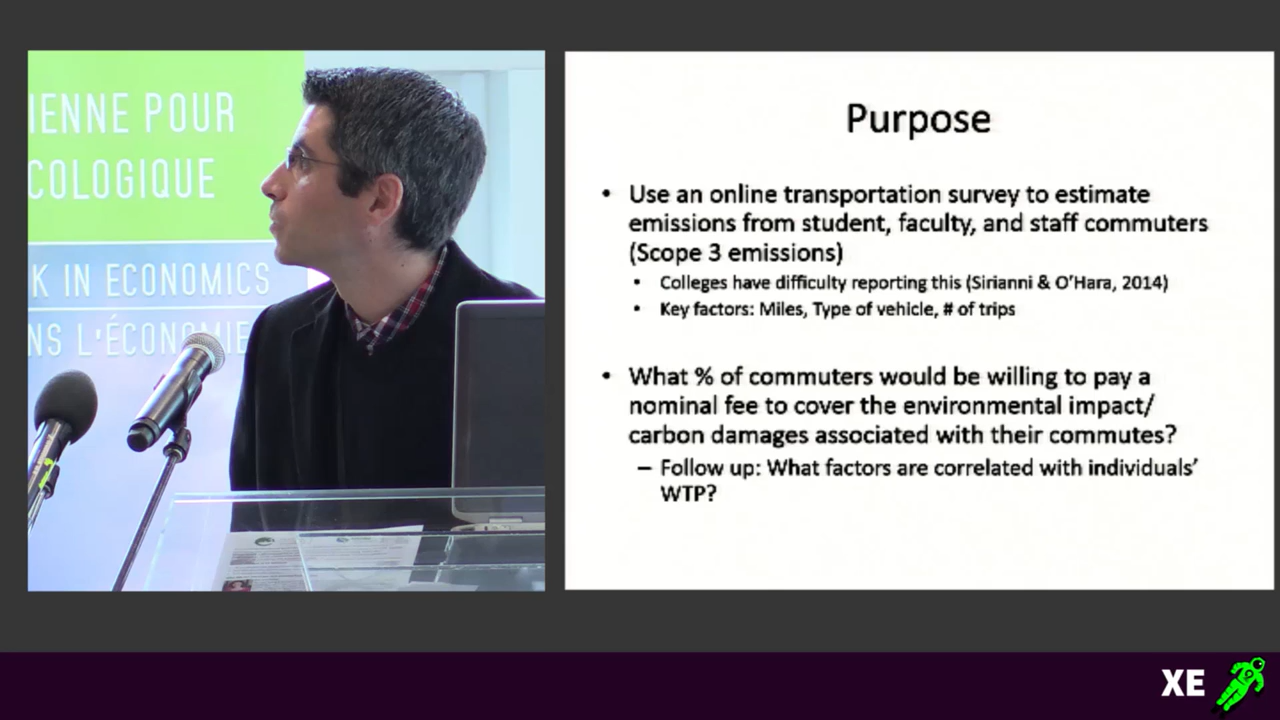 IENNE POUR
COLOGIQUE
K IN ECONOMICS
NS L'ÉCONOMIE
Purpose
• Use an online transportation survey to estimate
emissions from student, faculty, and staff commuters
(Scope 3 emissions)
• Colleges have difficulty reporting this (Sirianni & O'Hara, 2014)
• Key factors: Miles, Type of vehicle, # of trips
• What % of commuters would be willing to pay a
nominal fee to cover the environmental impact/
carbon damages associated with their commutes?
– Follow up: What factors are correlated with individuals'
WTP?
XE